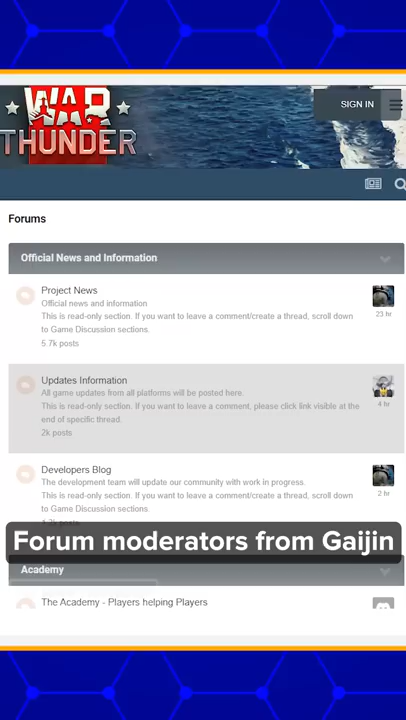 WAR
THUNDER
SIGN IN
Forums
Official News and Information
Project News
Official news and information
This is read-only section. If you want to leave a comment/create a thread, scroll down
to Game Discussion sections.
5.7k posts
23 hr
Updates Information
All game updates from all platforms will be posted here.
This is read-only section. If you want to leave a comment, please click link visible at the
end of specific thread.
2k posts
4 hr
Developers Blog
The development team will update our community with work in progress.
This is read-only section. If you want to leave a comment/create a thread, scroll down
to Game Discussion sections.
2 hr
Forum moderators from Gaijin
Academy
The Academy - Players helping Players